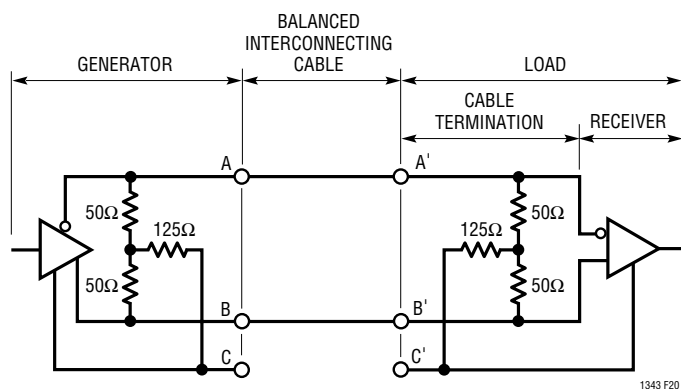 BALANCED
INTERCONNECTING
CABLE
GENERATOR
LOAD
CABLE
TERMINATION
RECEIVER
A
A'
50Ω
125Ω
50Ω
50Ω
125Ω
50Ω
B
B'
C
C'
1343 F20